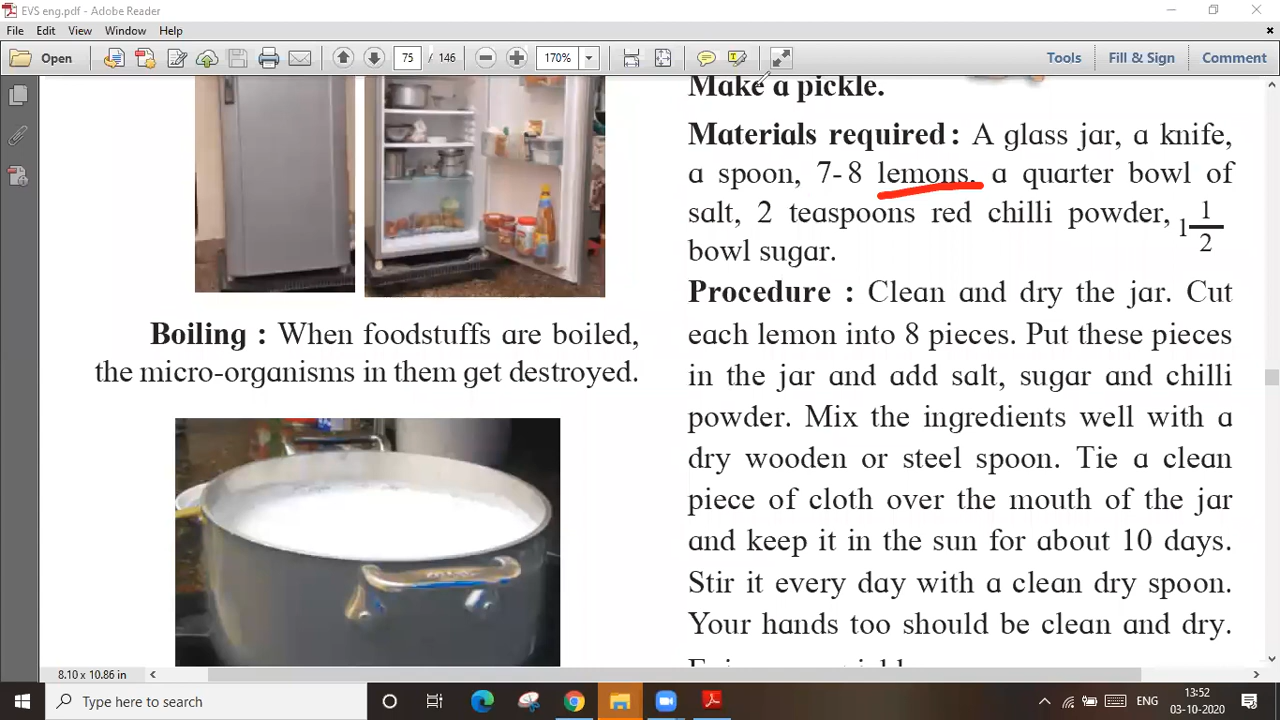 EVS eng.pdf - Adobe Reader
File Edit View Window Help
Open 75 / 146 170% Tools Fill & Sign Comment
Boiling : When foodstuffs are boiled,
the micro-organisms in them get destroyed.
Make a pickle.
Materials required : A glass jar, a knife,
a spoon, 7-8 lemons, a quarter bowl of
salt, 2 teaspoons red chilli powder, 1 1/2
bowl sugar.
Procedure : Clean and dry the jar. Cut
each lemon into 8 pieces. Put these pieces
in the jar and add salt, sugar and chilli
powder. Mix the ingredients well with a
dry wooden or steel spoon. Tie a clean
piece of cloth over the mouth of the jar
and keep it in the sun for about 10 days.
Stir it every day with a clean dry spoon.
Your hands too should be clean and dry.
8.10 x 10.86 in
Type here to search
ENG
13:52
03-10-2020